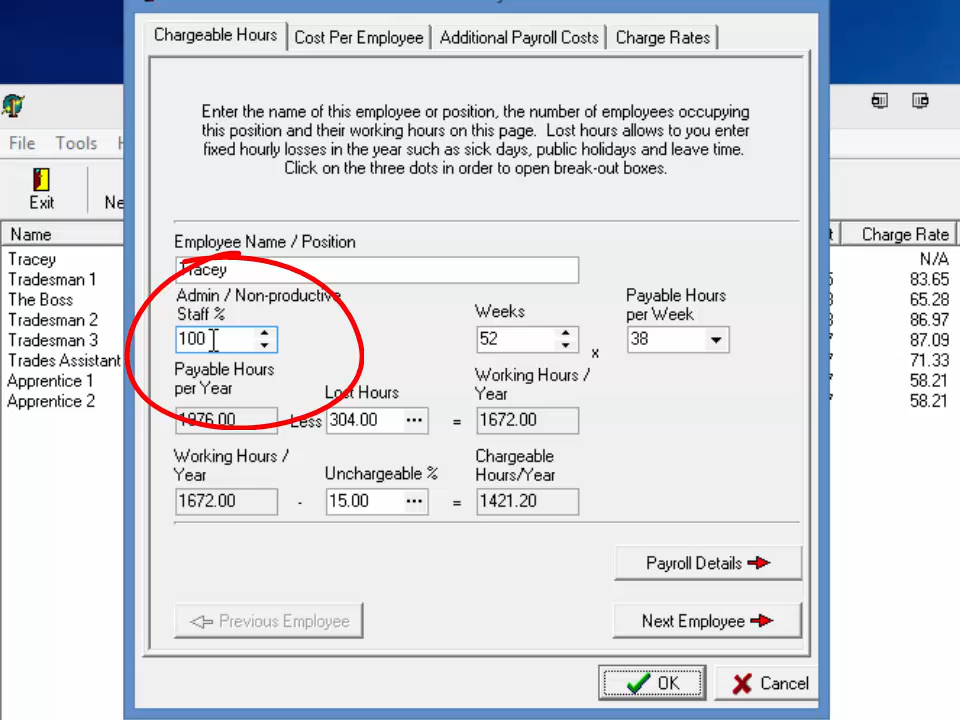 Chargeable Hours
Cost Per Employee
Additional Payroll Costs
Charge Rates
Enter the name of this employee or position, the number of employees occupying
this position and their working hours on this page. Lost hours allows to you enter
fixed hourly losses in the year such as sick days, public holidays and leave time.
Click on the three dots in order to open break-out boxes.
File Tools
Exit
Name
Charge Rate
Tracey
N/A
Tradesman 1
83.65
The Boss
65.28
Tradesman 2
86.97
Tradesman 3
87.09
Trades Assistant
71.33
Apprentice 1
58.21
Apprentice 2
58.21
Employee Name / Position
Tracey
Admin / Non-productive
Staff %
100
Weeks
52
x
Payable Hours
per Week
38
Payable Hours
per Year
1976.00
Less
Lost Hours
304.00 ...
=
Working Hours /
Year
1672.00
Working Hours /
Year
1672.00
-
Unchargeable %
15.00 ...
=
Chargeable
Hours/Year
1421.20
Payroll Details
Previous Employee
Next Employee
OK
Cancel